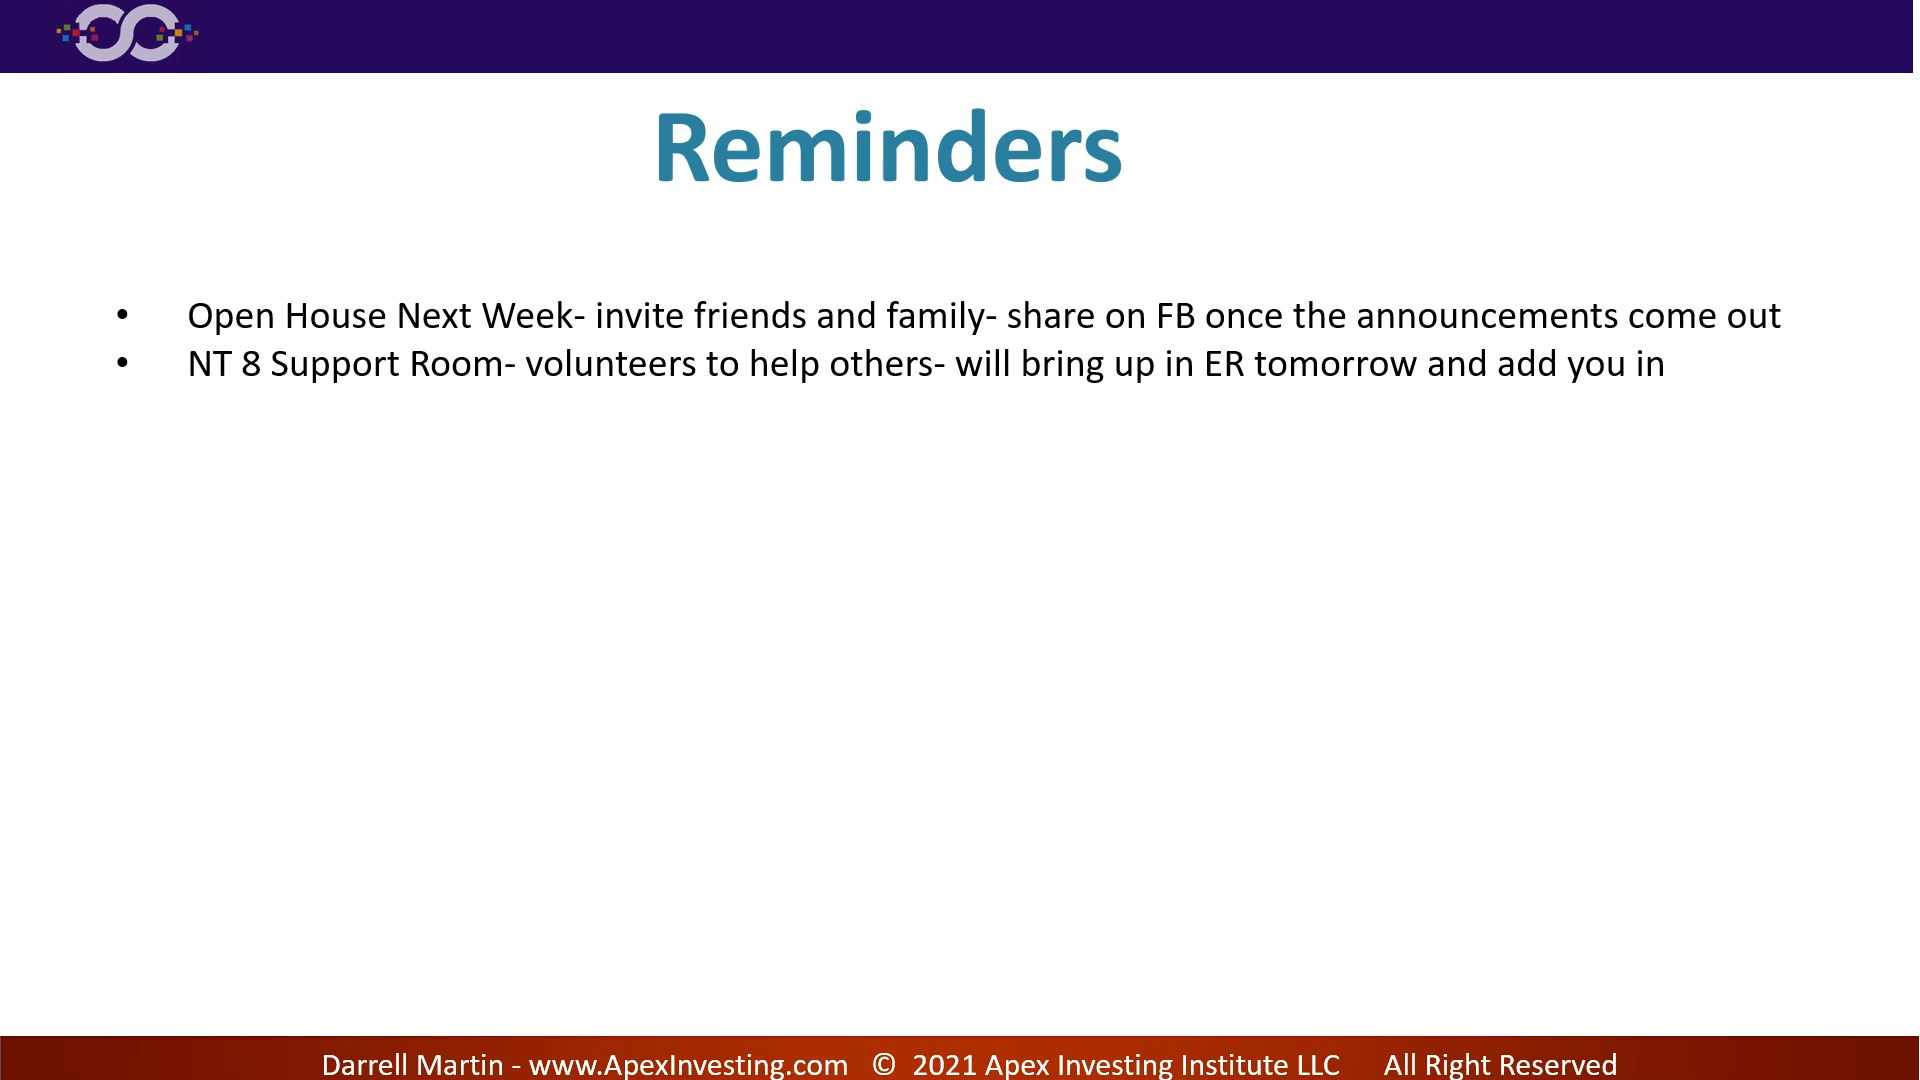 Reminders
• Open House Next Week- invite friends and family- share on FB once the announcements come out
• NT 8 Support Room- volunteers to help others- will bring up in ER tomorrow and add you in
Darrell Martin - www.ApexInvesting.com © 2021 Apex Investing Institute LLC All Right Reserved